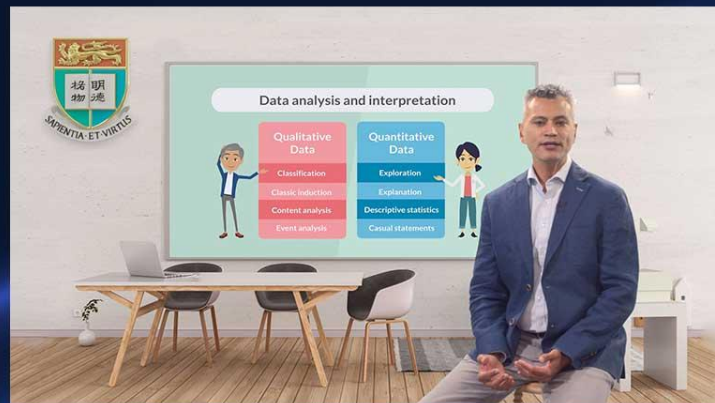 明德
格物
SAPIENTIA·ET·VIRTUS
Data analysis and interpretation
Qualitative
Data
Classification
Classic induction
Content analysis
Event analysis
Quantitative
Data
Exploration
Explanation
Descriptive statistics
Casual statements